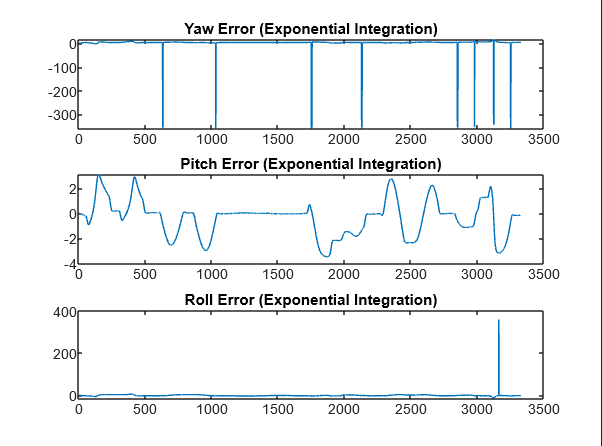 Yaw Error (Exponential Integration)
0
-100
-200
-300
0 500 1000 1500 2000 2500 3000 3500
Pitch Error (Exponential Integration)
2
0
-2
-4
0 500 1000 1500 2000 2500 3000 3500
Roll Error (Exponential Integration)
400
200
0
0 500 1000 1500 2000 2500 3000 3500